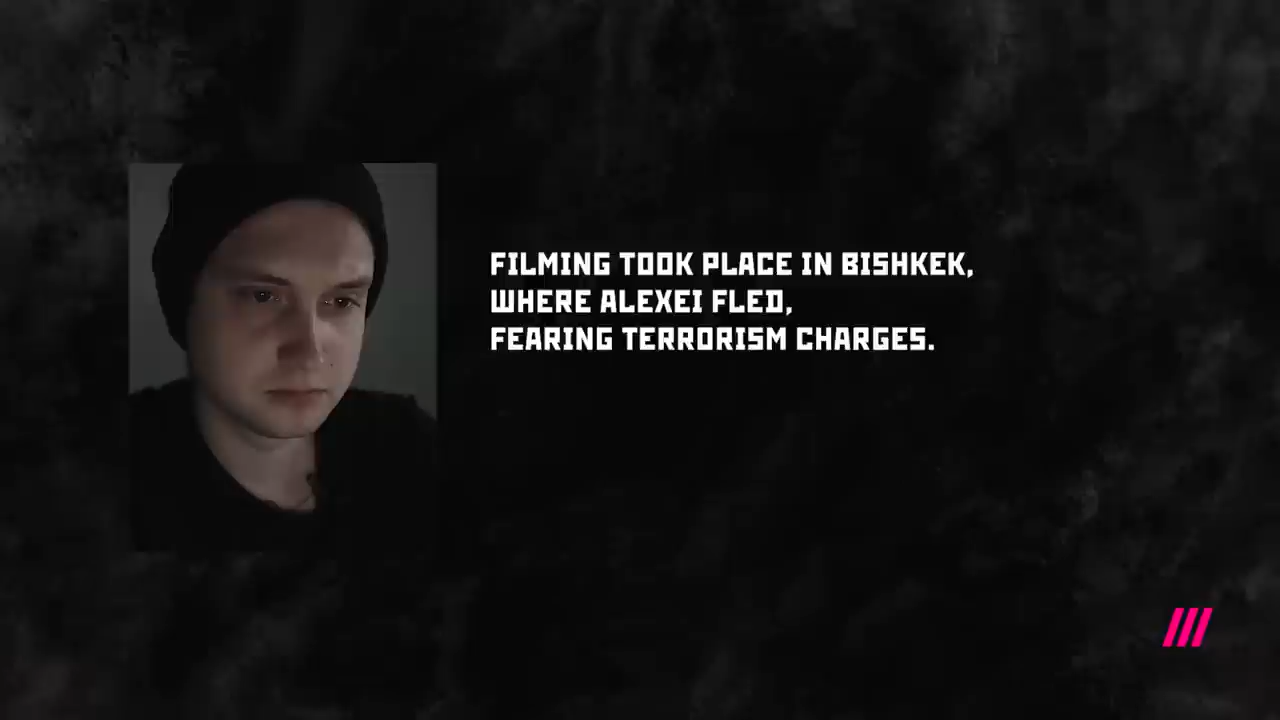 FILMING TOOK PLACE IN BISHKEK,
WHERE ALEXEI FLED,
FEARING TERRORISM CHARGES.